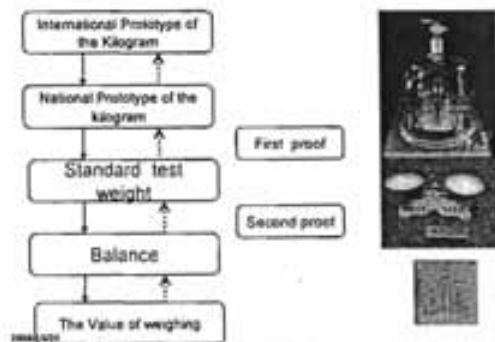 International Prototype of
the Kilogram
National Prototype of the
kilogram
First proof
Standard test
weight
Second proof
Balance
The Value of weighing